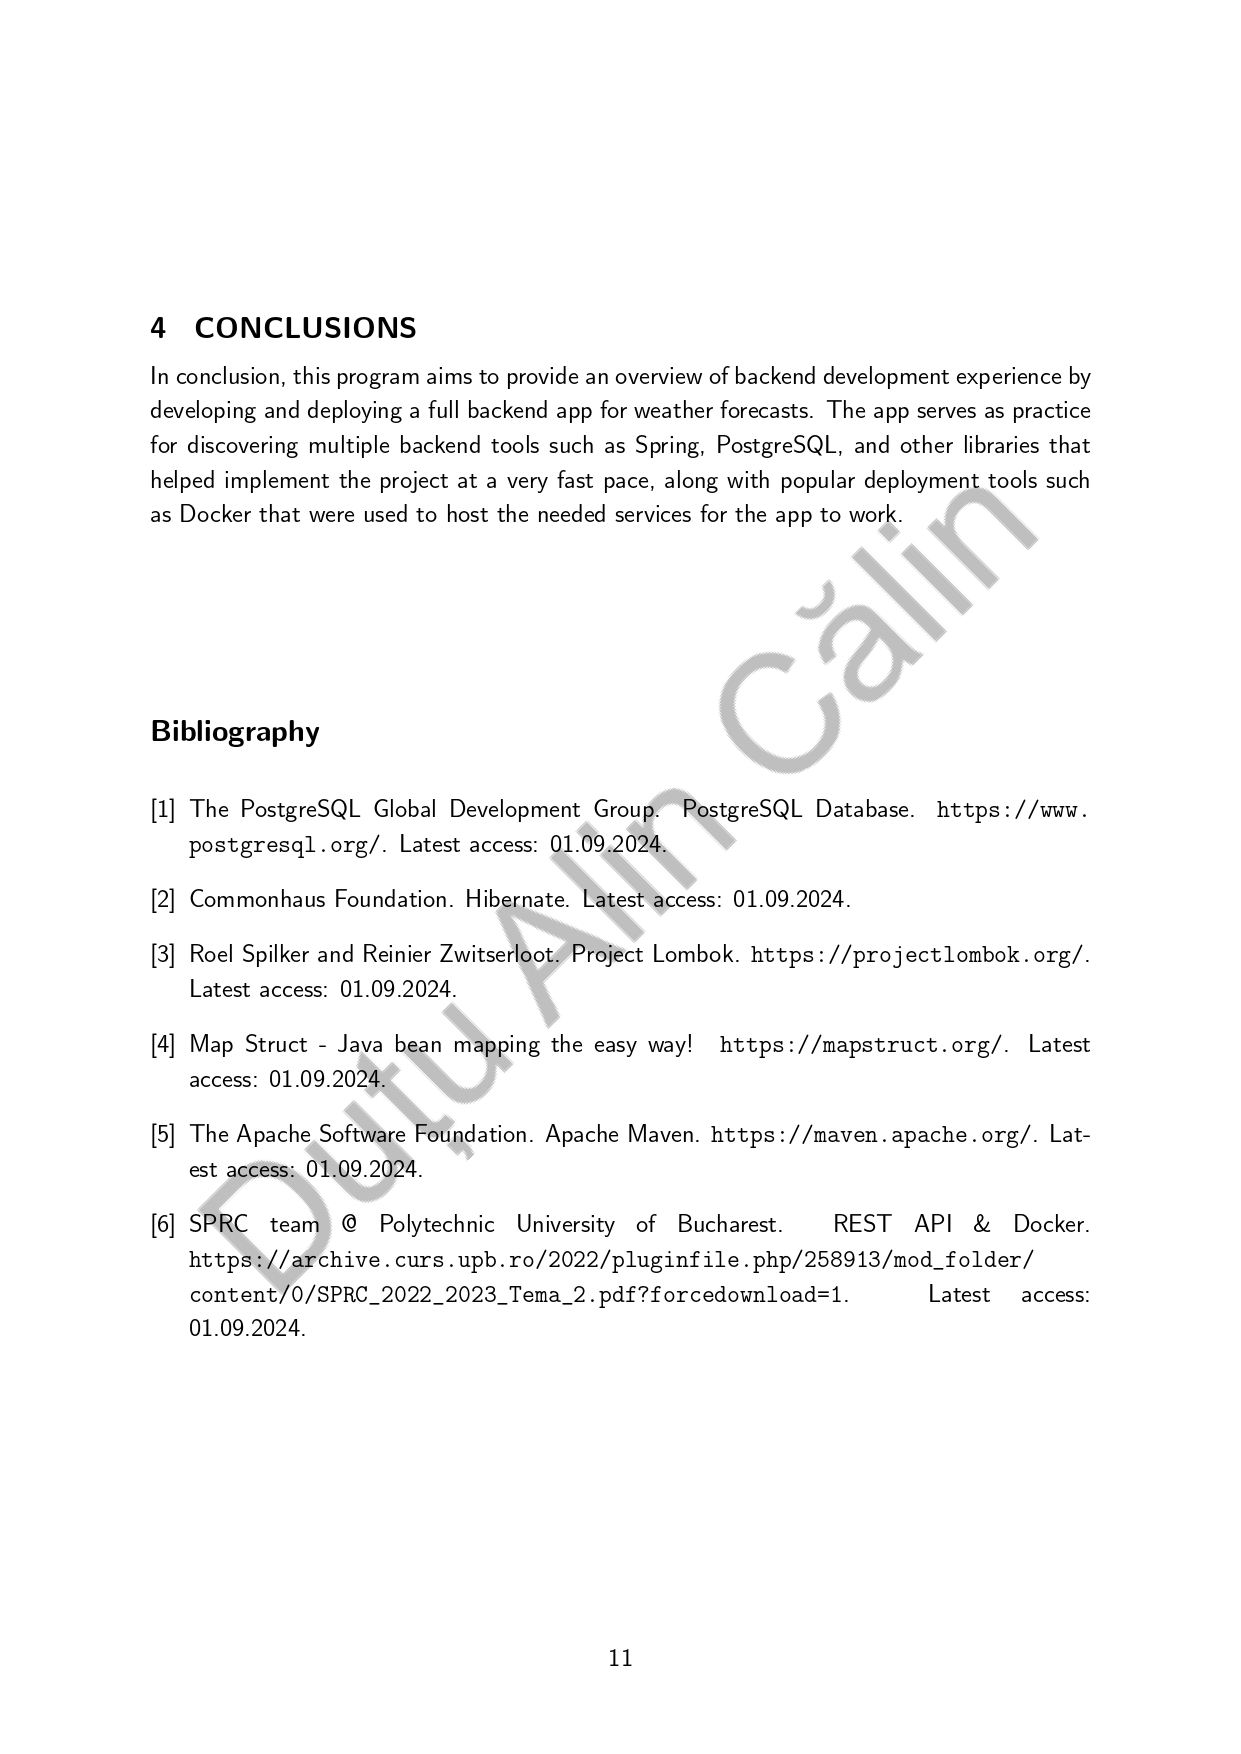 4 CONCLUSIONS
In conclusion, this program aims to provide an overview of backend development experience by
developing and deploying a full backend app for weather forecasts. The app serves as practice
for discovering multiple backend tools such as Spring, PostgreSQL, and other libraries that
helped implement the project at a very fast pace, along with popular deployment tools such
as Docker that were used to host the needed services for the app to work.
Duțu Alin Călin
Bibliography
[1] The PostgreSQL Global Development Group. PostgreSQL Database. https://www.
postgresql.org/. Latest access: 01.09.2024.
[2] Commonhaus Foundation. Hibernate. Latest access: 01.09.2024.
[3] Roel Spilker and Reinier Zwitserloot. Project Lombok. https://projectlombok.org/.
Latest access: 01.09.2024.
[4] Map Struct - Java bean mapping the easy way! https://mapstruct.org/. Latest
access: 01.09.2024.
[5] The Apache Software Foundation. Apache Maven. https://maven.apache.org/. Lat-
est access: 01.09.2024.
[6] SPRC team @ Polytechnic University of Bucharest. REST API & Docker.
https://archive.curs.upb.ro/2022/pluginfile.php/258913/mod_folder/
content/0/SPRC_2022_2023_Tema_2.pdf?forcedownload=1. Latest access:
01.09.2024.
11